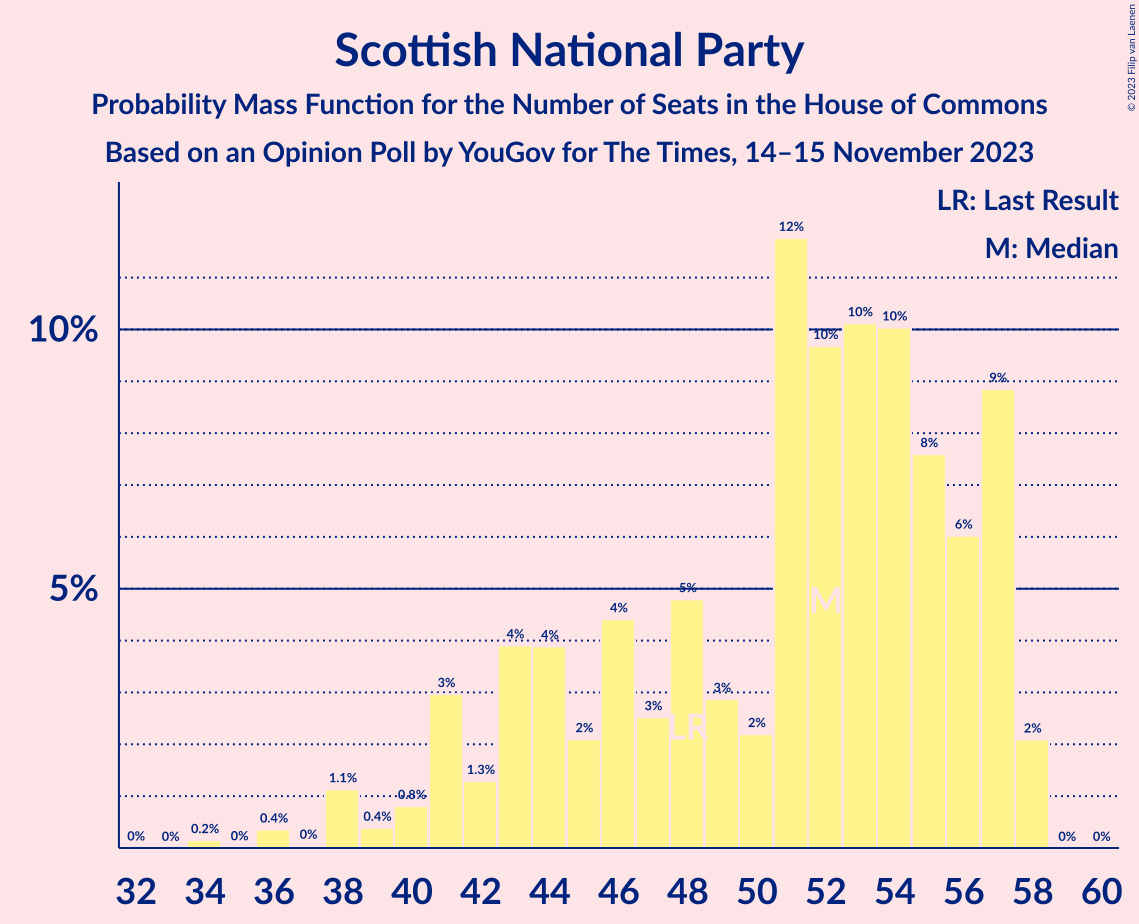 Scottish National Party
Probability Mass Function for the Number of Seats in the House of Commons
Based on an Opinion Poll by YouGov for The Times, 14–15 November 2023
© 2023 Filip van Laenen
LR: Last Result
M: Median
10%
5%
0% 0% 0.2% 0% 0.4% 0% 1.1% 0.4% 0.8% 3% 1.3% 4% 4% 2% 4% 3% 5% 3% 2% 12% 10% 10% 10% 8% 6% 9% 2% 0% 0%
LR
M
32 34 36 38 40 42 44 46 48 50 52 54 56 58 60